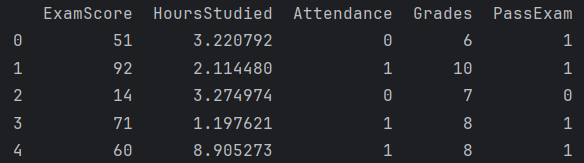 ExamScore HoursStudied Attendance Grades PassExam
0 51 3.220792 0 6 1
1 92 2.114480 1 10 1
2 14 3.274974 0 7 0
3 71 1.197621 1 8 1
4 60 8.905273 1 8 1